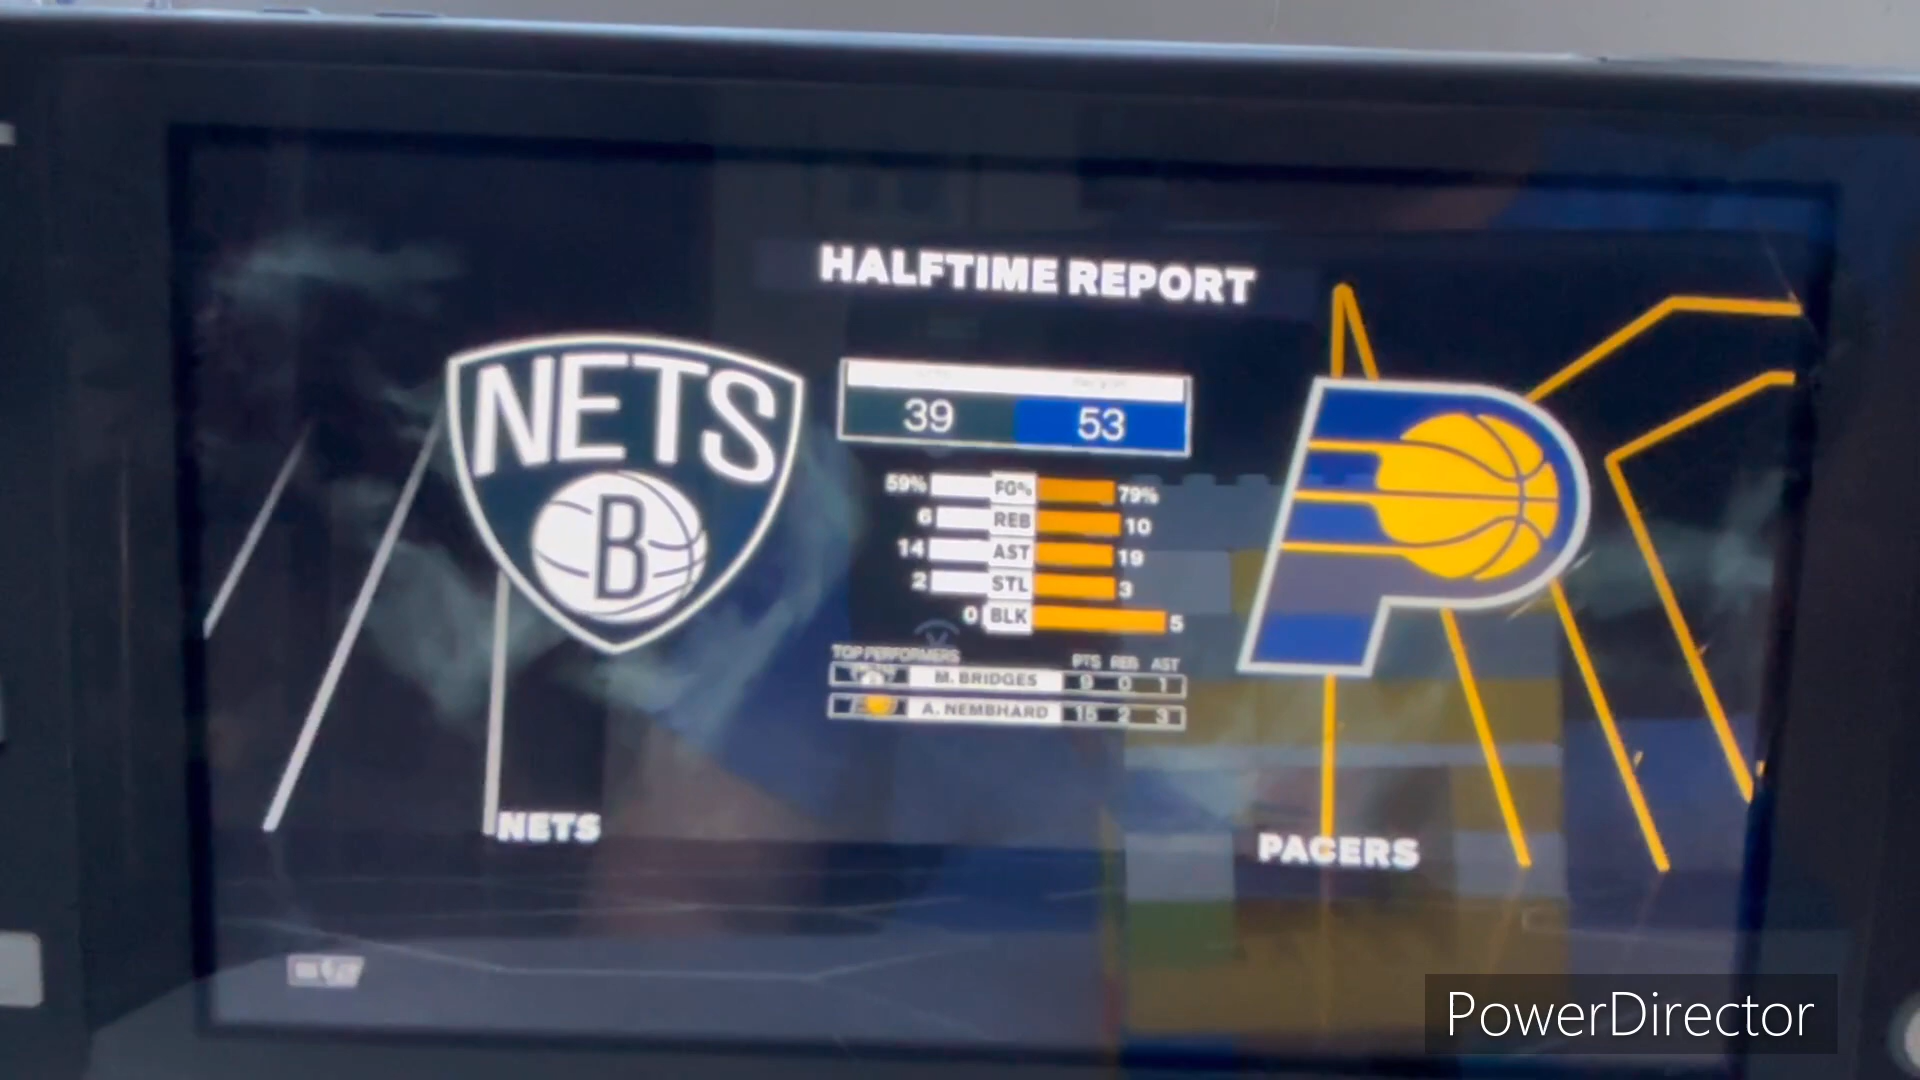 HALFTIME REPORT
NETS
B
39 53
59% FG% 79%
6 REB 10
14 AST 19
2 STL 3
0 BLK 5
TOP PERFORMERS PTS REB AST
M. BRIDGES 9 0 1
A. NEMBHARD 15 2 3
NETS
PACERS
PowerDirector